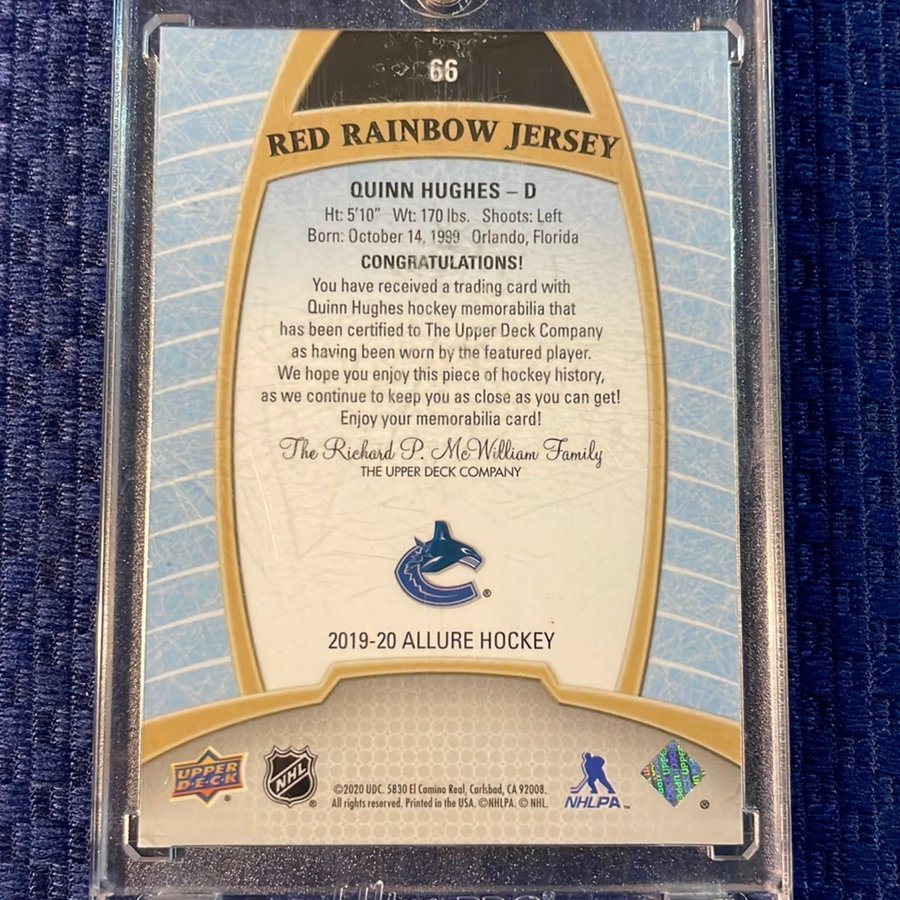 66
RED RAINBOW JERSEY
QUINN HUGHES – D
Ht: 5'10" Wt: 170 lbs. Shoots: Left
Born: October 14, 1999 Orlando, Florida
CONGRATULATIONS!
You have received a trading card with
Quinn Hughes hockey memorabilia that
has been certified to The Upper Deck Company
as having been worn by the featured player.
We hope you enjoy this piece of hockey history,
as we continue to keep you as close as you can get!
Enjoy your memorabilia card!
The Richard P. McWilliam Family
THE UPPER DECK COMPANY
®
2019-20 ALLURE HOCKEY
UPPER DECK ®
NHL ®
©2020 UDC. 5830 El Camino Real, Carlsbad, CA 92008.
All rights reserved. Printed in the USA. ©NHLPA. © NHL.
NHLPA™
®